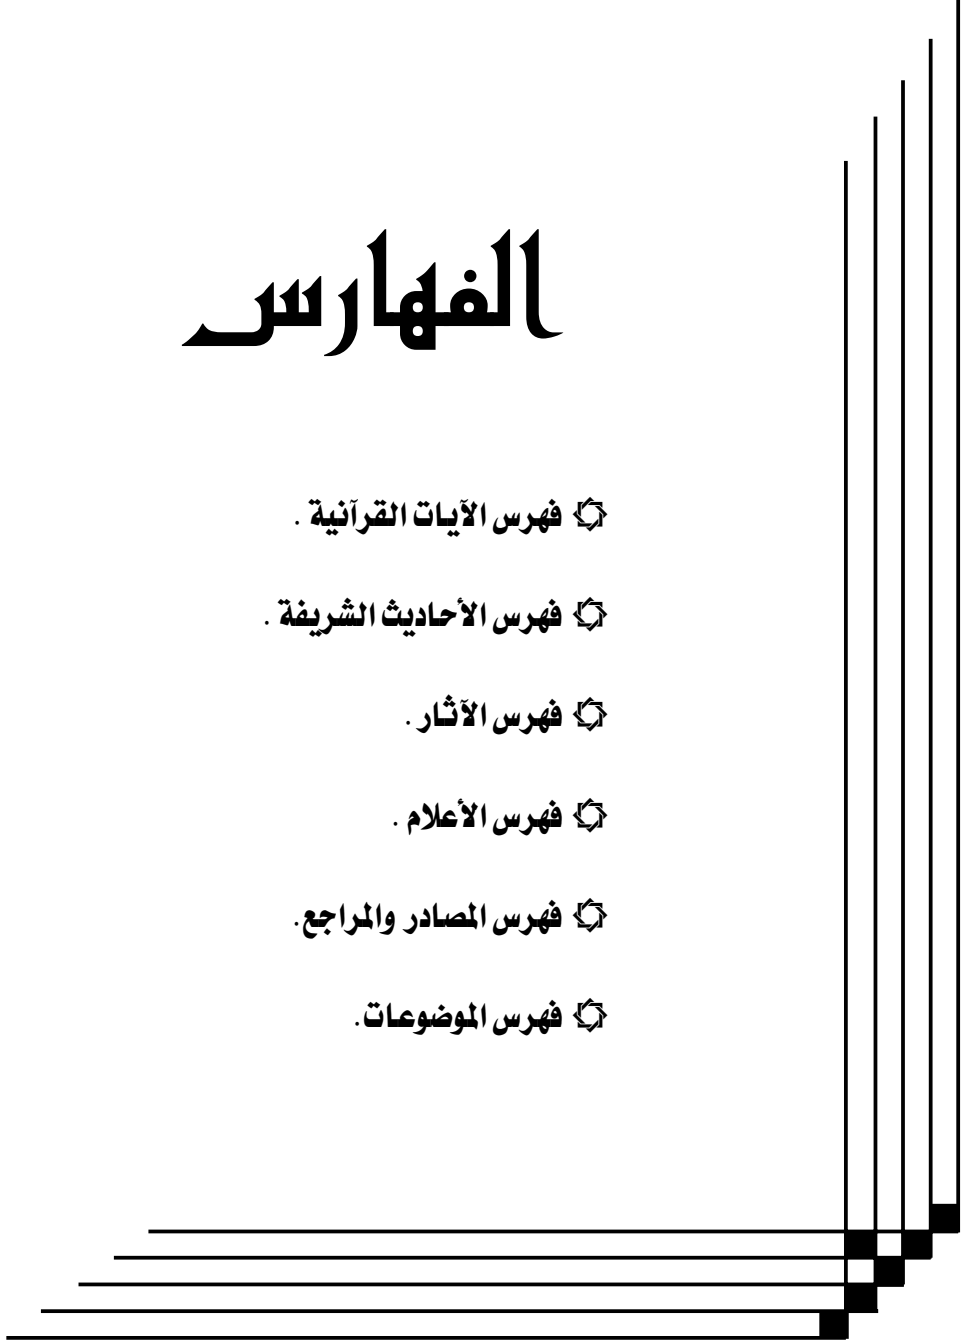 الفهارس
۞ فهرس الآيات القرآنية .
۞ فهرس الأحاديث الشريفة .
۞ فهرس الآثار .
۞ فهرس الأعلام .
۞ فهرس المصادر والمراجع.
۞ فهرس الموضوعات.